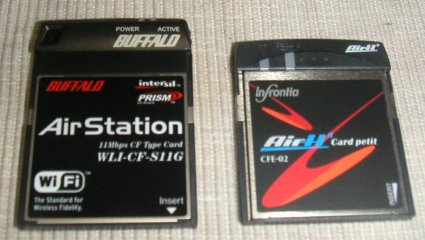 POWER ACTIVE
BUFFALO
BUFFALO
intersil
PRISM
AirStation
11Mbps CF Type Card
WLI-CF-S11G
Wi Fi
The Standard for
Wireless Fidelity.
Insert
AirH"
Infrontia
AirH" Card petit
CFE-02
INSERT